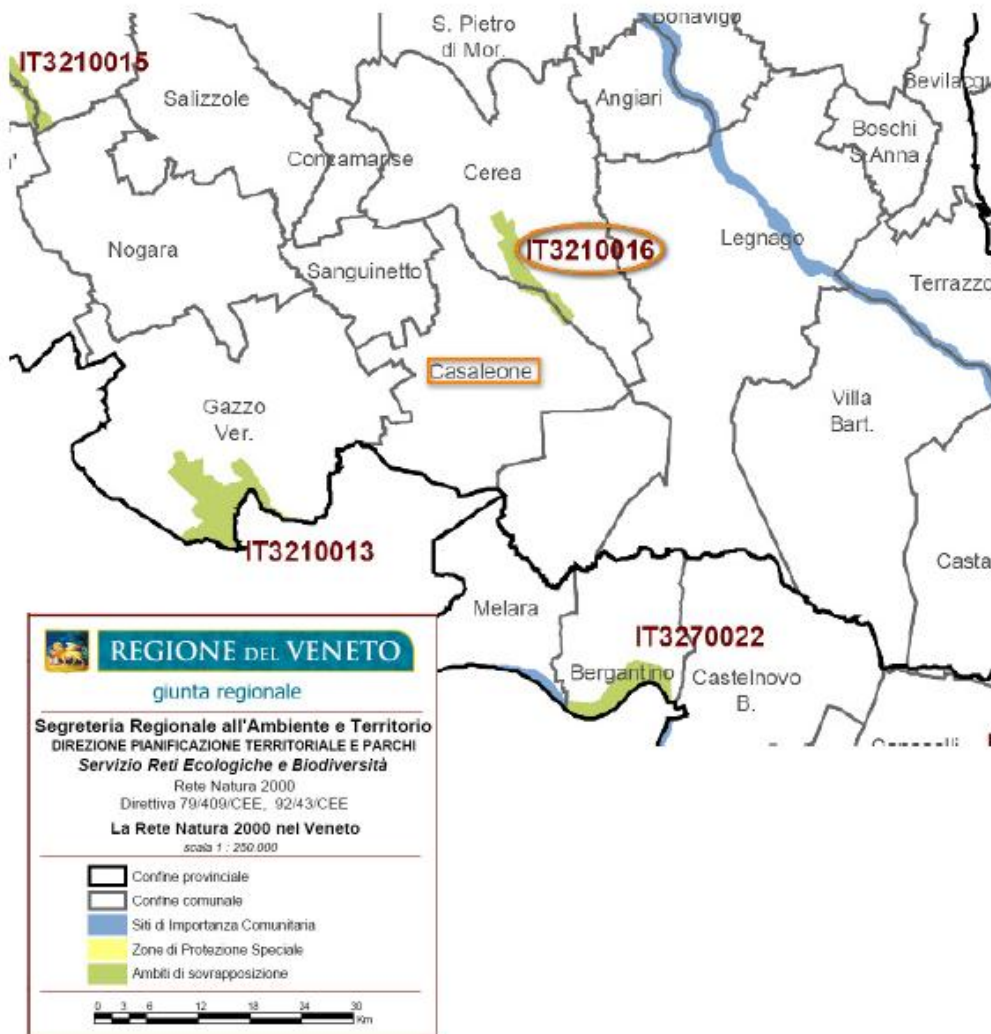 Bonavigo
S. Pietro
di Mor.
IT3210015
Bevilacqu
Salizzole
Angiari
Boschi
S.Anna
Concamarise
Cerea
Nogara
IT3210016
Legnago
Sanguinetto
Terrazzo
Casaleone
Gazzo
Ver.
Villa
Bart.
IT3210013
Casta
Melara
IT3270022
Bergantino
Castelnovo
B.
REGIONE DEL VENETO
giunta regionale
Segreteria Regionale all'Ambiente e Territorio
DIREZIONE PIANIFICAZIONE TERRITORIALE E PARCHI
Servizio Reti Ecologiche e Biodiversità
Rete Natura 2000
Direttiva 79/409/CEE, 92/43/CEE
La Rete Natura 2000 nel Veneto
scala 1 : 250.000
Confine provinciale
Confine comunale
Siti di Importanza Comunitaria
Zone di Protezione Speciale
Ambiti di sovrapposizione
0 3 6 12 18 24 30
Km